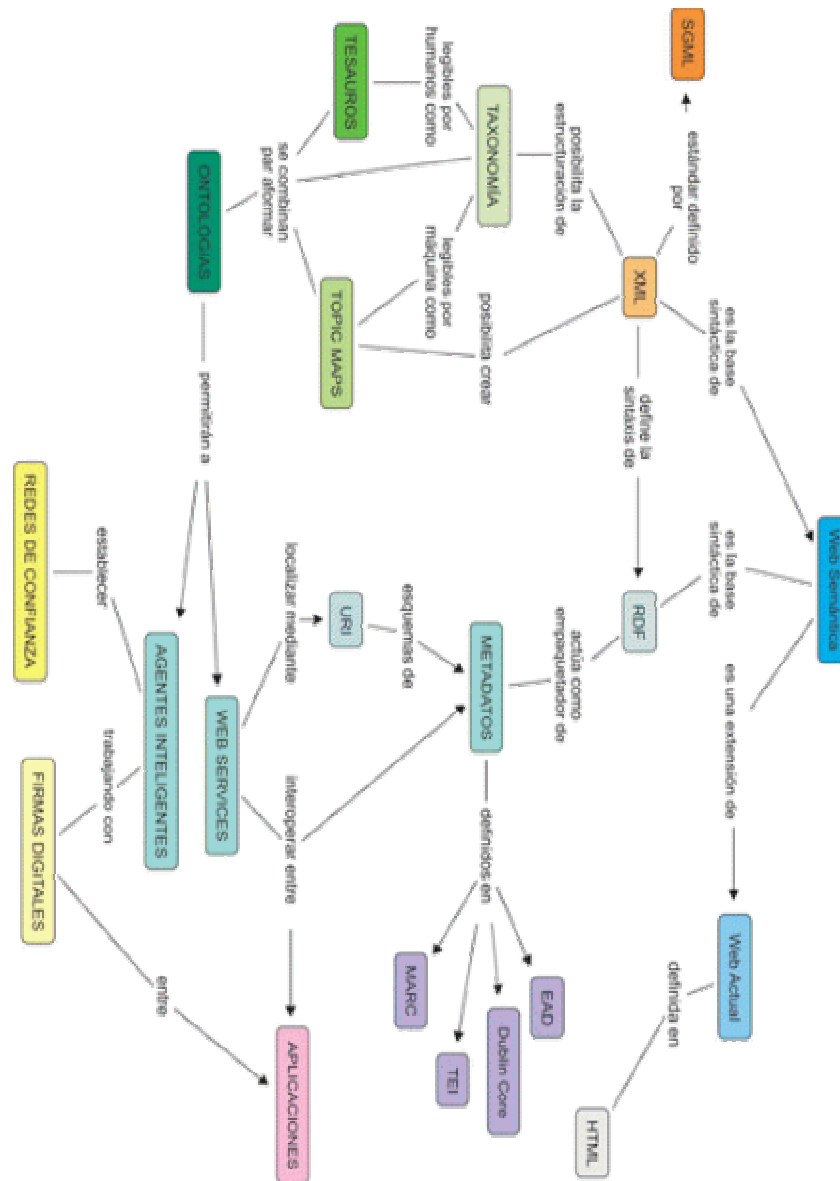 Web Semántica
es la base
sintáctica de
es la base
sintáctica de
es una extensión de
Web Actual
SGML
estándar definido
por
XML
define la
sintáxis de
RDF
definida en
HTML
posibilita la
estructuración de
actúa como
empaquetador de
TAXONOMÍA
posibilita crear
METADATOS
definidos en
EAD
Dublin Core
TEI
MARC
legibles por
humanos como
legibles por
máquina como
esquemas de
TESAUROS
TOPIC MAPS
URI
se combinan
par aformar
localizar mediante
interoperar entre
APLICACIONES
ONTOLOGIAS
permitirán a
WEB SERVICES
AGENTES INTELIGENTES
establecer
trabajando con
entre
REDES DE CONFIANZA
FIRMAS DIGITALES